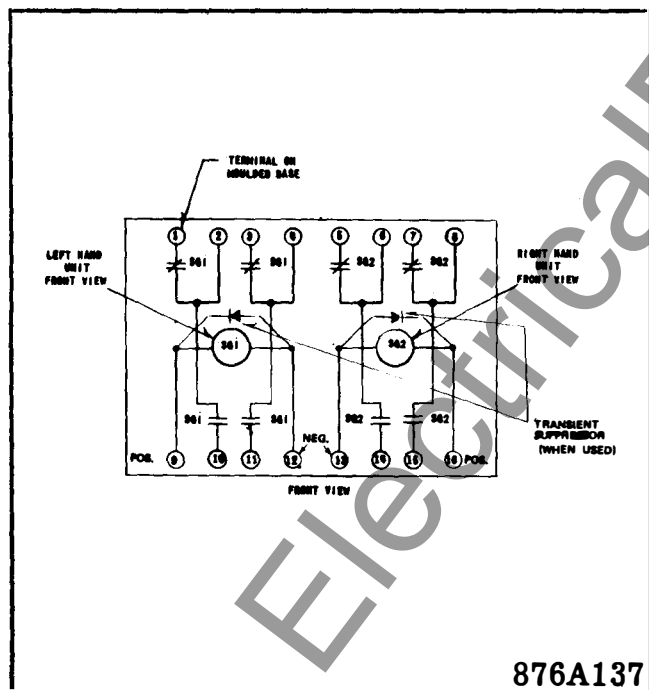 TERMINAL ON
MOULDED BASE
1 2 3 4 5 6 7 8
SG1 SG1 SG2 SG2
LEFT HAND
UNIT
FRONT VIEW
RIGHT HAND
UNIT
FRONT VIEW
SG1 SG2
SG1 SG1 SG2 SG2
TRANSIENT
SUPPRESSOR
(WHEN USED)
NEG.
POS. 9 10 11 12 13 14 15 16 POS.
FRONT VIEW
Electrical
876A137